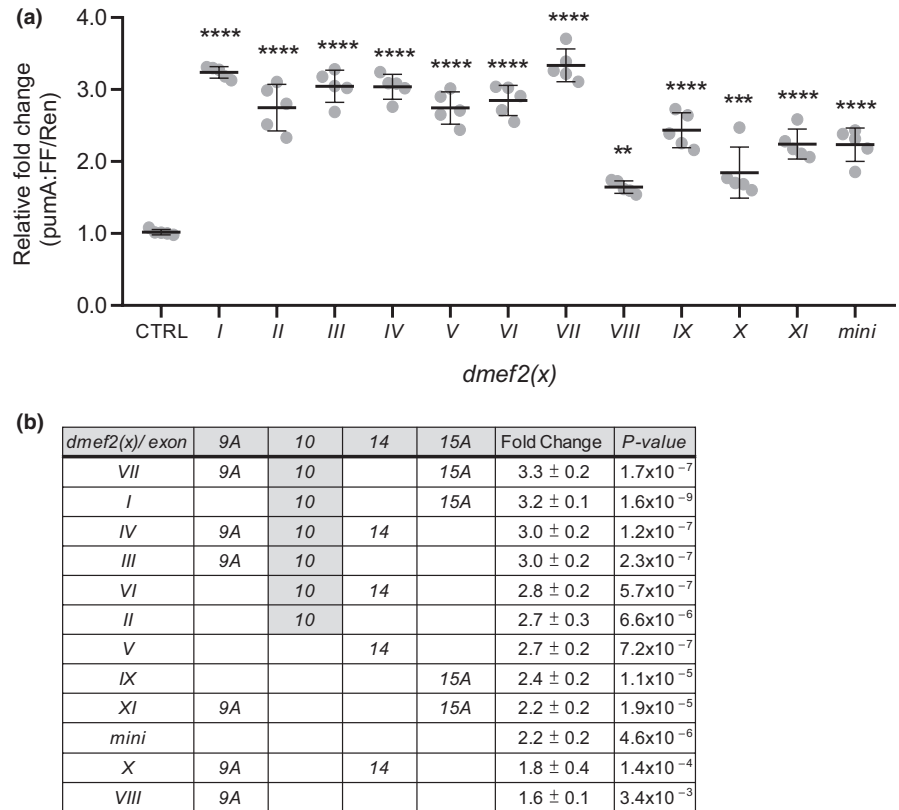 (a)
4.0
3.0
2.0
1.0
0.0
Relative fold change
(pumA:FF/Ren)
**** **** **** **** **** **** **** ** **** *** **** ****
CTRL I II III IV V VI VII VIII IX X XI mini
dmef2(x)
(b)
dmef2(x)/ exon 9A 10 14 15A Fold Change P-value
VII 9A 10 15A 3.3 ± 0.2 1.7x10⁻⁷
I 10 15A 3.2 ± 0.1 1.6x10⁻⁹
IV 9A 10 14 3.0 ± 0.2 1.2x10⁻⁷
III 9A 10 3.0 ± 0.2 2.3x10⁻⁷
VI 10 14 2.8 ± 0.2 5.7x10⁻⁷
II 10 2.7 ± 0.3 6.6x10⁻⁶
V 14 2.7 ± 0.2 7.2x10⁻⁷
IX 15A 2.4 ± 0.2 1.1x10⁻⁵
XI 9A 15A 2.2 ± 0.2 1.9x10⁻⁵
mini 2.2 ± 0.2 4.6x10⁻⁶
X 9A 14 1.8 ± 0.4 1.4x10⁻⁴
VIII 9A 1.6 ± 0.1 3.4x10⁻³